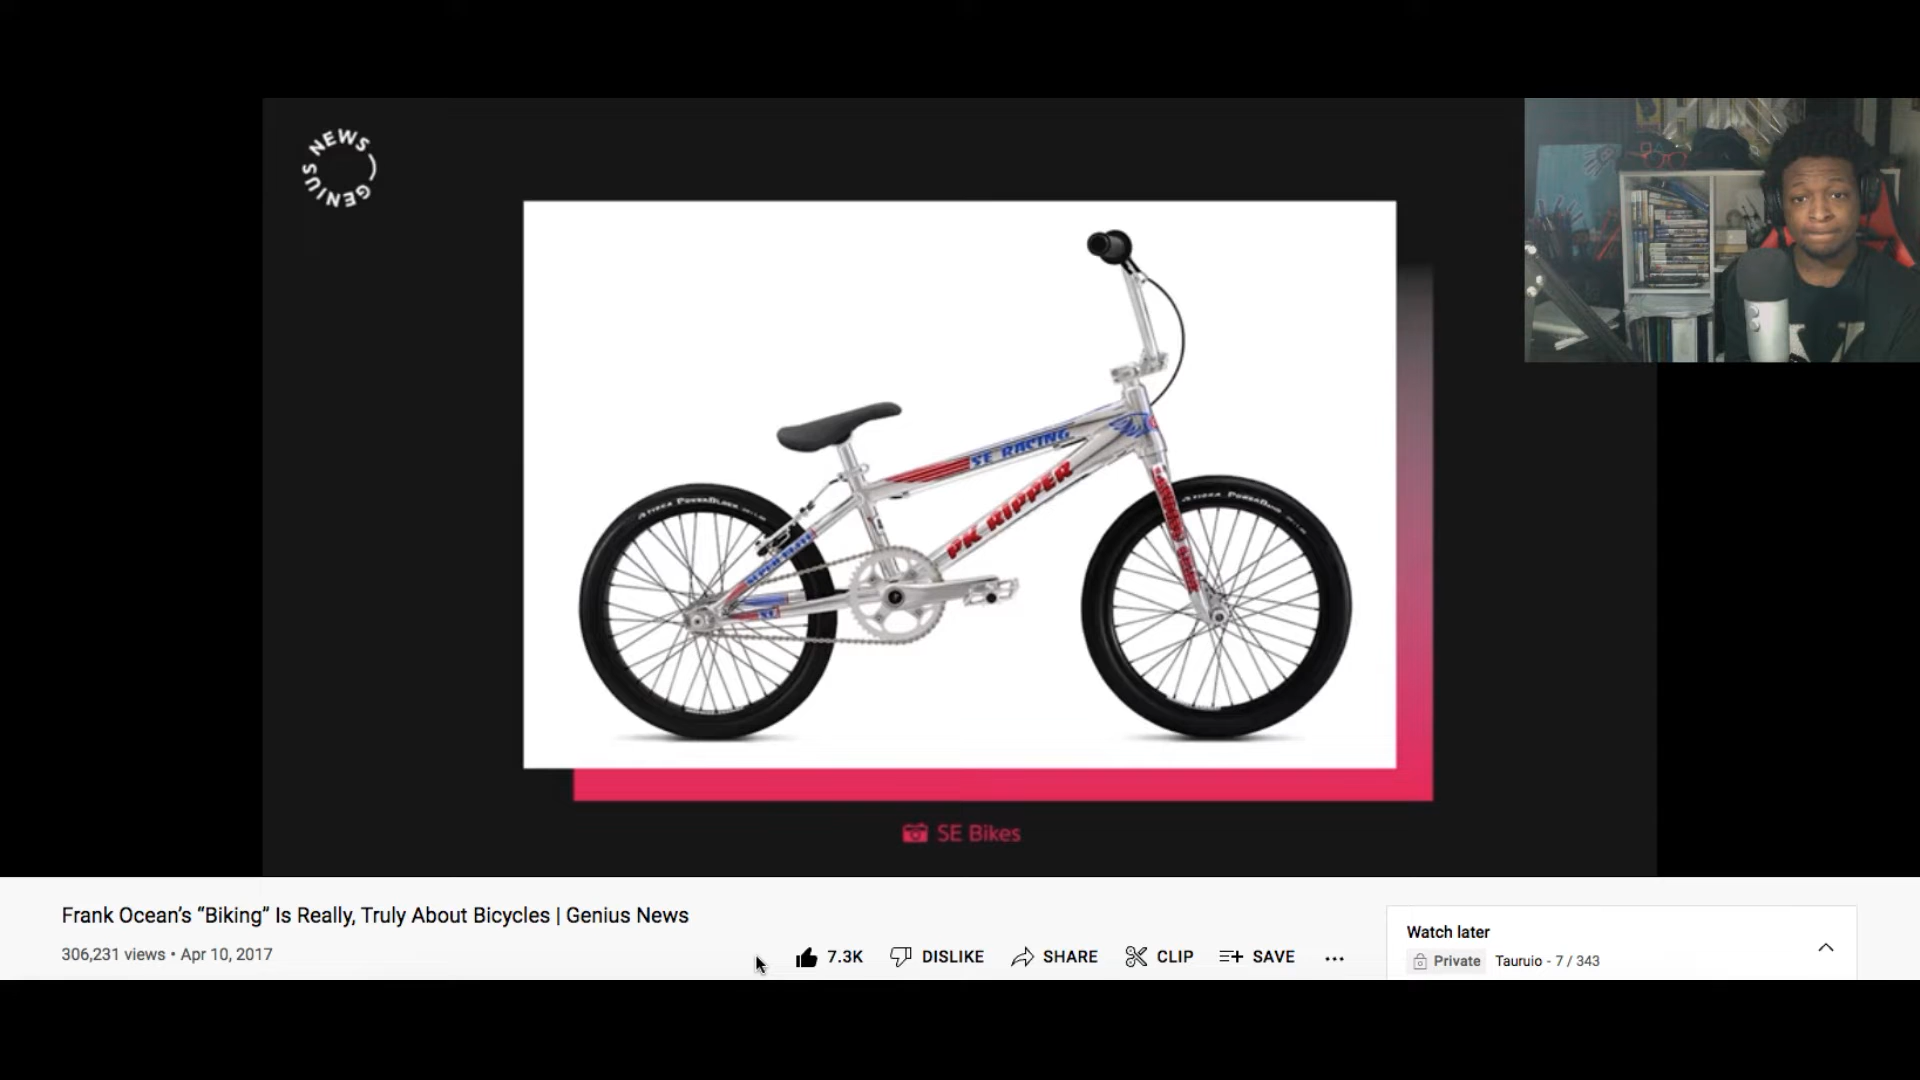 GENIUS NEWS
SE RACING
PK RIPPER
SE Bikes
Frank Ocean’s “Biking” Is Really, Truly About Bicycles | Genius News
306,231 views • Apr 10, 2017
7.3K DISLIKE SHARE CLIP SAVE ...
Watch later
Private Tauruio - 7 / 343